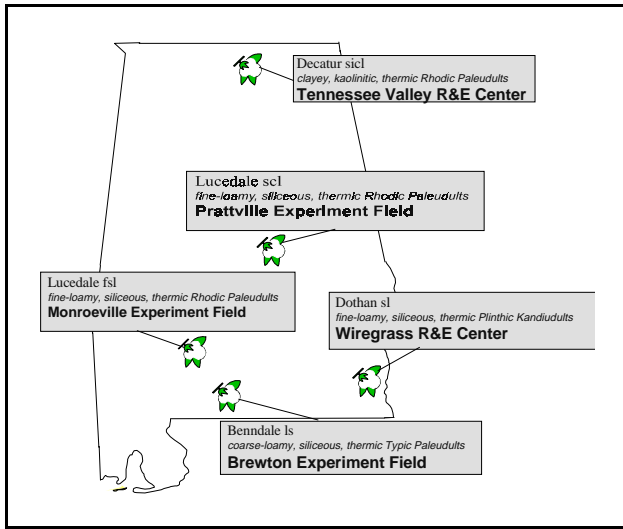 Decatur sicl
clayey, kaolinitic, thermic Rhodic Paleudults
Tennessee Valley R&E Center
Lucedale scl
fine-loamy, siliceous, thermic Rhodic Paleudults
Prattville Experiment Field
Lucedale fsl
fine-loamy, siliceous, thermic Rhodic Paleudults
Monroeville Experiment Field
Dothan sl
fine-loamy, siliceous, thermic Plinthic Kandiudults
Wiregrass R&E Center
Benndale ls
coarse-loamy, siliceous, thermic Typic Paleudults
Brewton Experiment Field